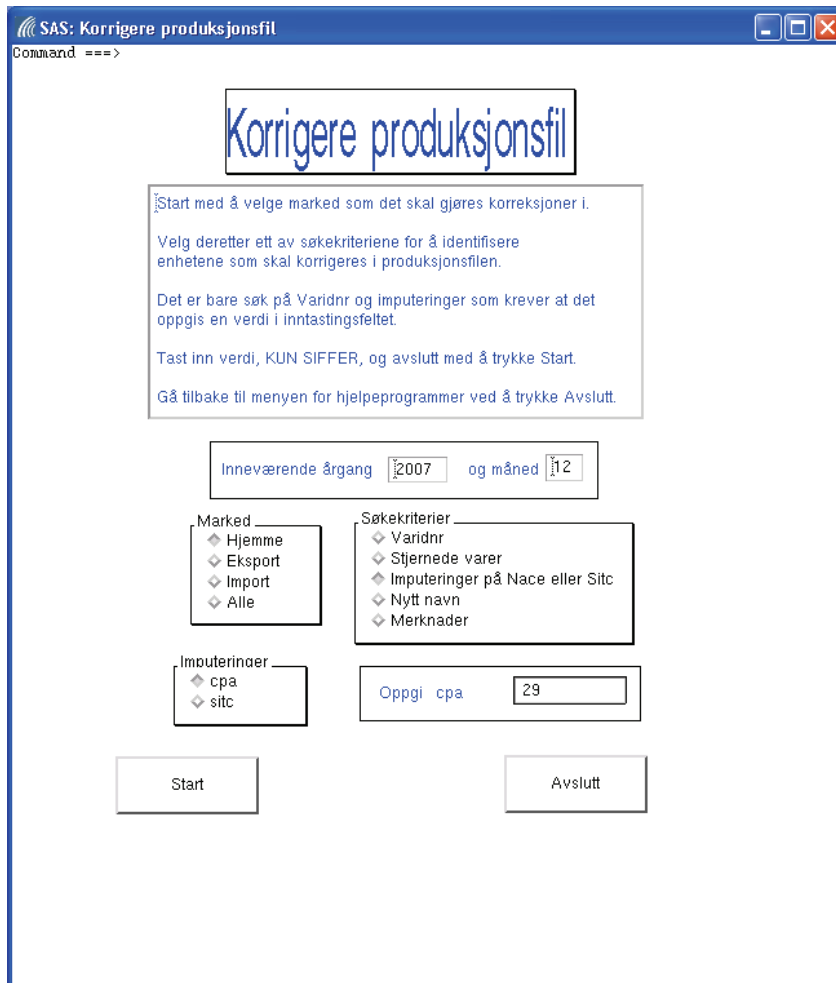 SAS: Korrigere produksjonsfil
Command ===>
Korrigere produksjonsfil
Start med å velge marked som det skal gjøres korreksjoner i.
Velg deretter ett av søkekriteriene for å identifisere
enhetene som skal korrigeres i produksjonsfilen.
Det er bare søk på Varidnr og imputeringer som krever at det
oppgis en verdi i inntastingsfeltet.
Tast inn verdi, KUN SIFFER, og avslutt med å trykke Start.
Gå tilbake til menyen for hjelpeprogrammer ved å trykke Avslutt.
Inneværende årgang 2007 og måned 12
Marked
Hjemme
Eksport
Import
Alle
Søkekriterier
Varidnr
Stjernede varer
Imputeringer på Nace eller Sitc
Nytt navn
Merknader
Imputeringer
cpa
sitc
Oppgi cpa 29
Start
Avslutt